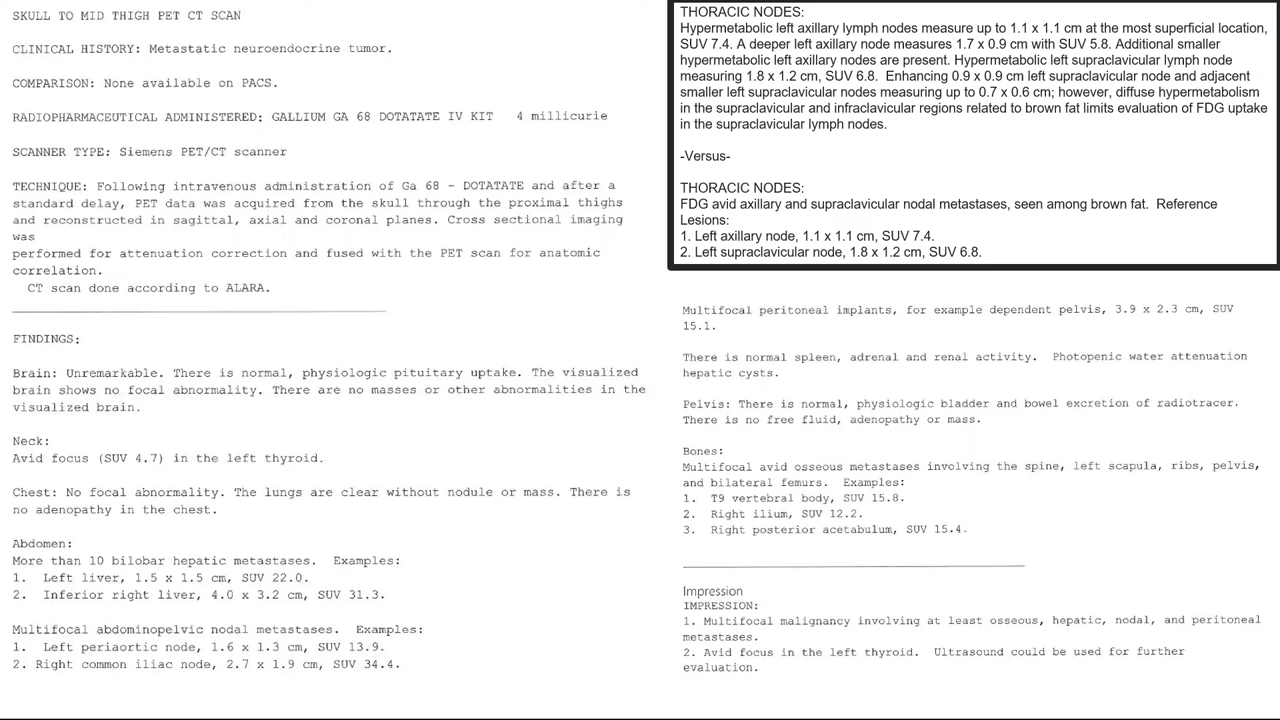 SKULL TO MID THIGH PET CT SCAN
CLINICAL HISTORY: Metastatic neuroendocrine tumor.
COMPARISON: None available on PACS.
RADIOPHARMACEUTICAL ADMINISTERED: GALLIUM GA 68 DOTATATE IV KIT 4 millicurie
SCANNER TYPE: Siemens PET/CT scanner
TECHNIQUE: Following intravenous administration of Ga 68 - DOTATATE and after a
standard delay, PET data was acquired from the skull through the proximal thighs
and reconstructed in sagittal, axial and coronal planes. Cross sectional imaging
was
performed for attenuation correction and fused with the PET scan for anatomic
correlation.
CT scan done according to ALARA.
FINDINGS:
Brain: Unremarkable. There is normal, physiologic pituitary uptake. The visualized
brain shows no focal abnormality. There are no masses or other abnormalities in the
visualized brain.
Neck:
Avid focus (SUV 4.7) in the left thyroid.
Chest: No focal abnormality. The lungs are clear without nodule or mass. There is
no adenopathy in the chest.
Abdomen:
More than 10 bilobar hepatic metastases. Examples:
1. Left liver, 1.5 x 1.5 cm, SUV 22.0.
2. Inferior right liver, 4.0 x 3.2 cm, SUV 31.3.
Multifocal abdominopelvic nodal metastases. Examples:
1. Left periaortic node, 1.6 x 1.3 cm, SUV 13.9.
2. Right common iliac node, 2.7 x 1.9 cm, SUV 34.4.
THORACIC NODES:
Hypermetabolic left axillary lymph nodes measure up to 1.1 x 1.1 cm at the most superficial location,
SUV 7.4. A deeper left axillary node measures 1.7 x 0.9 cm with SUV 5.8. Additional smaller
hypermetabolic left axillary nodes are present. Hypermetabolic left supraclavicular lymph node
measuring 1.8 x 1.2 cm, SUV 6.8. Enhancing 0.9 x 0.9 cm left supraclavicular node and adjacent
smaller left supraclavicular nodes measuring up to 0.7 x 0.6 cm; however, diffuse hypermetabolism
in the supraclavicular and infraclavicular regions related to brown fat limits evaluation of FDG uptake
in the supraclavicular lymph nodes.
-Versus-
THORACIC NODES:
FDG avid axillary and supraclavicular nodal metastases, seen among brown fat. Reference
Lesions:
1. Left axillary node, 1.1 x 1.1 cm, SUV 7.4.
2. Left supraclavicular node, 1.8 x 1.2 cm, SUV 6.8.
Multifocal peritoneal implants, for example dependent pelvis, 3.9 x 2.3 cm, SUV
15.1.
There is normal spleen, adrenal and renal activity. Photopenic water attenuation
hepatic cysts.
Pelvis: There is normal, physiologic bladder and bowel excretion of radiotracer.
There is no free fluid, adenopathy or mass.
Bones:
Multifocal avid osseous metastases involving the spine, left scapula, ribs, pelvis,
and bilateral femurs. Examples:
1. T9 vertebral body, SUV 15.8.
2. Right ilium, SUV 12.2.
3. Right posterior acetabulum, SUV 15.4.
Impression
IMPRESSION:
1. Multifocal malignancy involving at least osseous, hepatic, nodal, and peritoneal
metastases.
2. Avid focus in the left thyroid. Ultrasound could be used for further
evaluation.